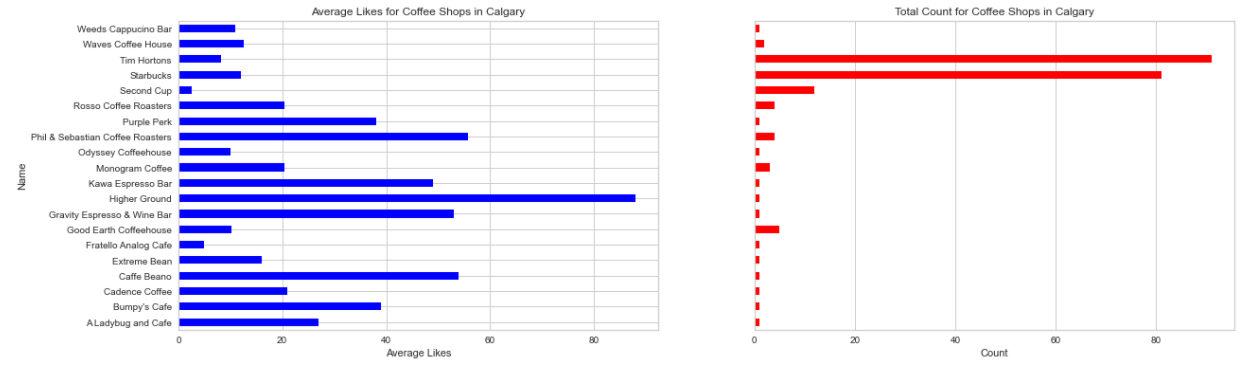 Average Likes for Coffee Shops in Calgary
Weeds Cappucino Bar
Waves Coffee House
Tim Hortons
Starbucks
Second Cup
Rosso Coffee Roasters
Purple Perk
Phil & Sebastian Coffee Roasters
Odyssey Coffeehouse
Monogram Coffee
Kawa Espresso Bar
Higher Ground
Gravity Espresso & Wine Bar
Good Earth Coffeehouse
Fratello Analog Cafe
Extreme Bean
Caffe Beano
Cadence Coffee
Bumpy's Cafe
A Ladybug and Cafe
Name
0 20 40 60 80
Average Likes
Total Count for Coffee Shops in Calgary
0 20 40 60 80
Count